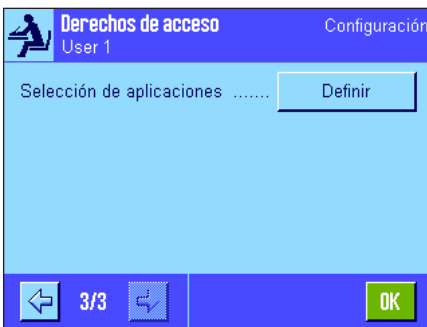 Derechos de acceso Configuración
User 1
Selección de aplicaciones ....... Definir
3/3 OK